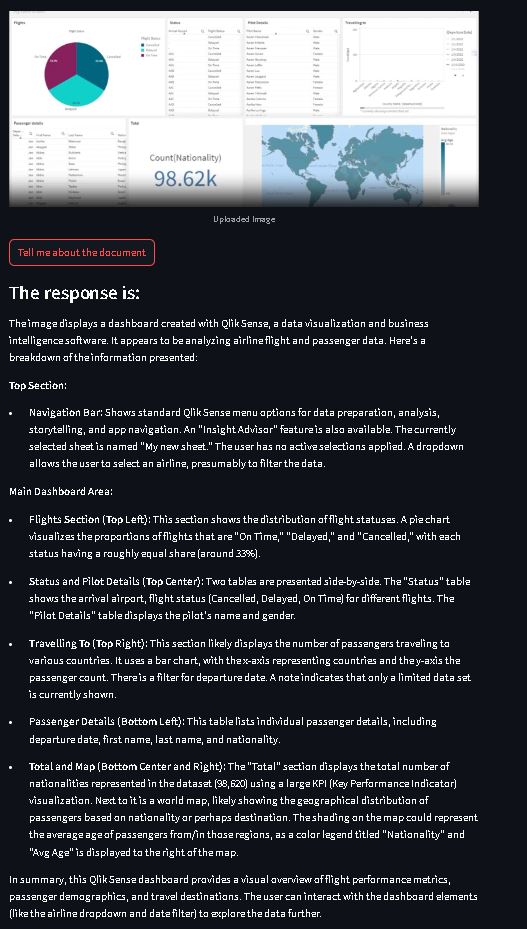 Flights
Status
Pilot Details
Travelling to
Flight Status
On Time
Cancelled
Delayed
Passenger Details
Total
Count(Nationality)
98.62k
Uploaded Image
Tell me about the document
The response is:
The image displays a dashboard created with Qlik Sense, a data visualization and business
intelligence software. It appears to be analyzing airline flight and passenger data. Here's a
breakdown of the information presented:
Top Section:
• Navigation Bar: Shows standard Qlik Sense menu options for data preparation, analysis,
storytelling, and app navigation. An "Insight Advisor" feature is also available. The currently
selected sheet is named "My new sheet." The user has no active selections applied. A dropdown
allows the user to select an airline, presumably to filter the data.
Main Dashboard Area:
• Flights Section (Top Left): This section shows the distribution of flight statuses. A pie chart
visualizes the proportions of flights that are "On Time," "Delayed," and "Cancelled," with each
status having a roughly equal share (around 33%).
• Status and Pilot Details (Top Center): Two tables are presented side-by-side. The "Status" table
shows the arrival airport, flight status (Cancelled, Delayed, On Time) for different flights. The
"Pilot Details" table displays the pilot's name and gender.
• Travelling To (Top Right): This section likely displays the number of passengers traveling to
various countries. It uses a bar chart, with the x-axis representing countries and the y-axis the
passenger count. There is a filter for departure date. A note indicates that only a limited data set
is currently shown.
• Passenger Details (Bottom Left): This table lists individual passenger details, including
departure date, first name, last name, and nationality.
• Total and Map (Bottom Center and Right): The "Total" section displays the total number of
nationalities represented in the dataset (98,620) using a large KPI (Key Performance Indicator)
visualization. Next to it is a world map, likely showing the geographical distribution of
passengers based on nationality or perhaps destination. The shading on the map could represent
the average age of passengers from/in those regions, as a color legend titled "Nationality" and
"Avg Age" is displayed to the right of the map.
In summary, this Qlik Sense dashboard provides a visual overview of flight performance metrics,
passenger demographics, and travel destinations. The user can interact with the dashboard elements
(like the airline dropdown and date filter) to explore the data further.